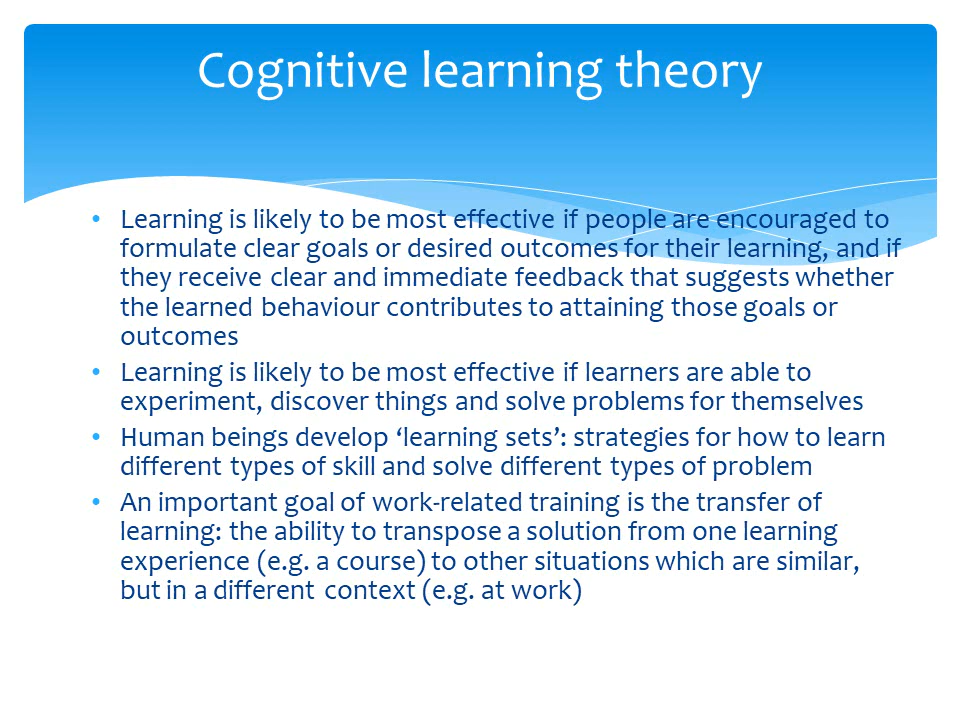 Cognitive learning theory
• Learning is likely to be most effective if people are encouraged to
formulate clear goals or desired outcomes for their learning, and if
they receive clear and immediate feedback that suggests whether
the learned behaviour contributes to attaining those goals or
outcomes
• Learning is likely to be most effective if learners are able to
experiment, discover things and solve problems for themselves
• Human beings develop ‘learning sets’: strategies for how to learn
different types of skill and solve different types of problem
• An important goal of work-related training is the transfer of
learning: the ability to transpose a solution from one learning
experience (e.g. a course) to other situations which are similar,
but in a different context (e.g. at work)